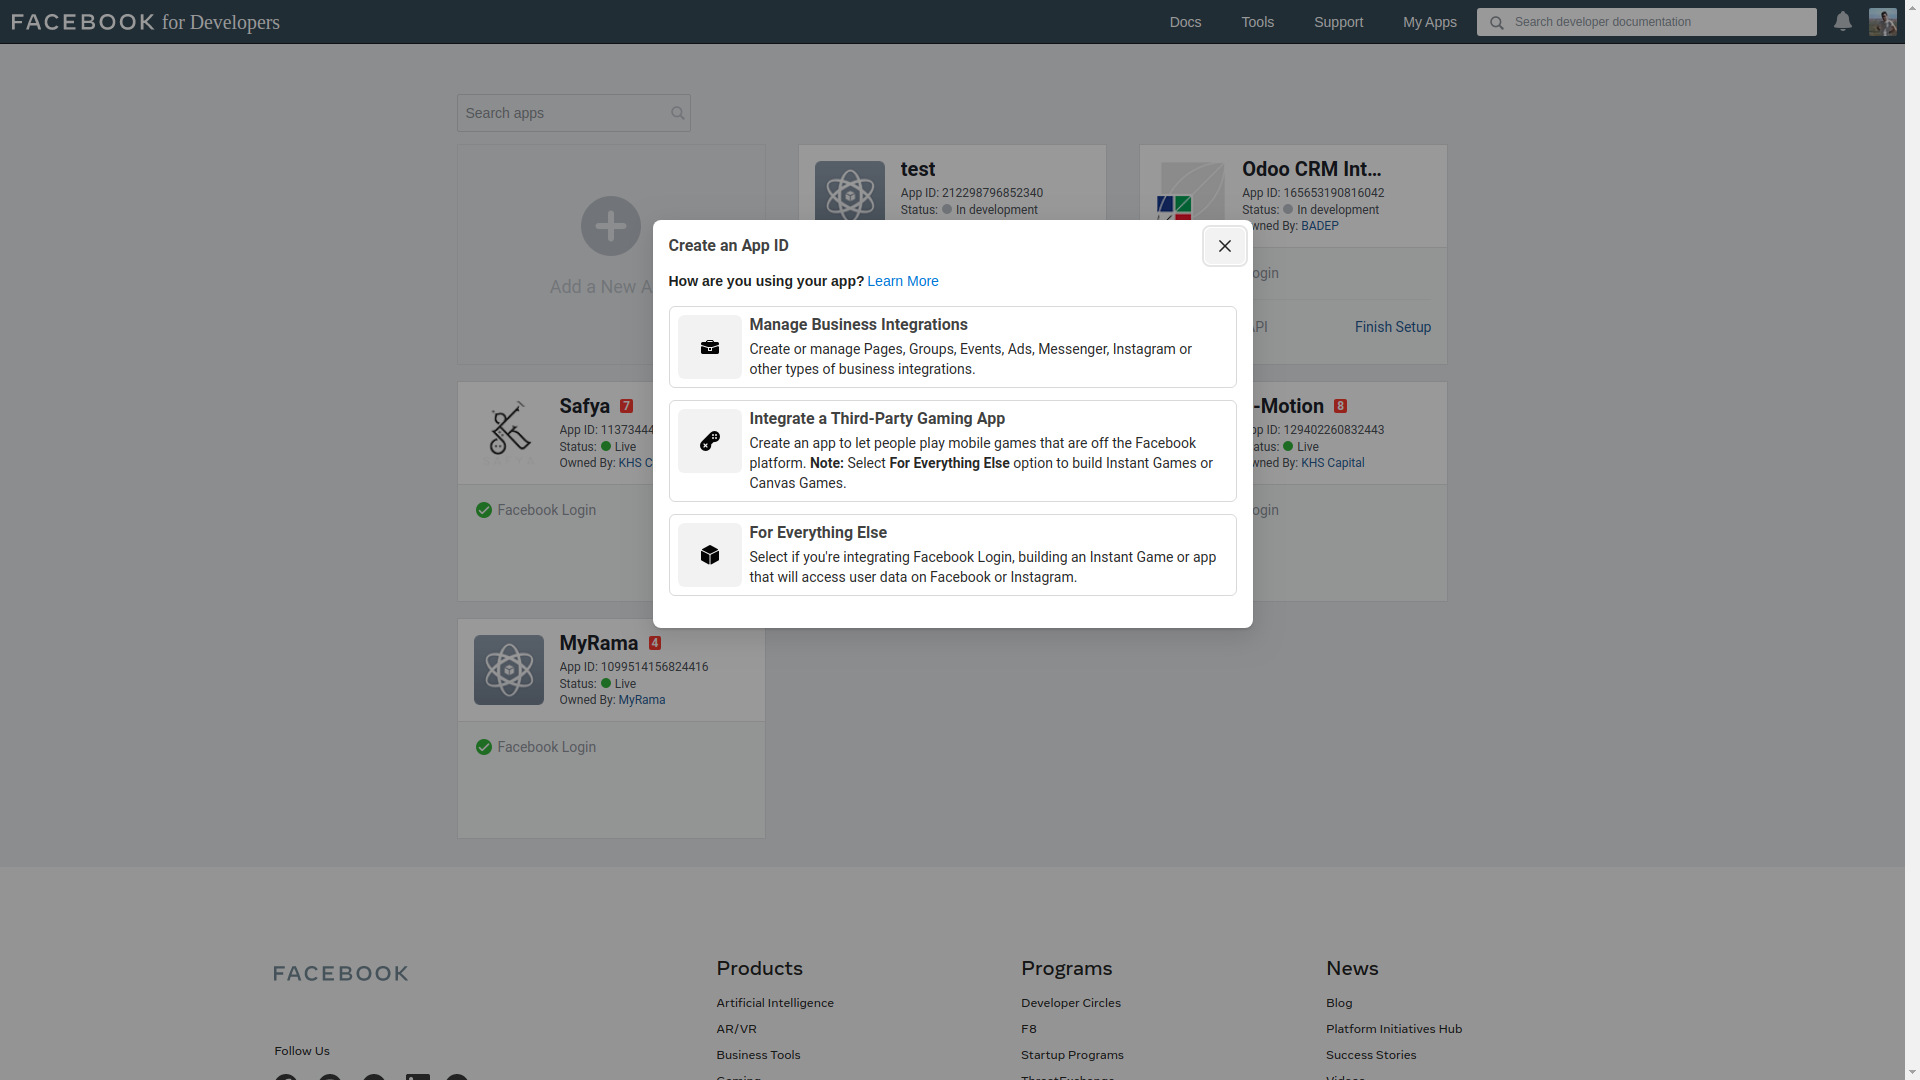 FACEBOOK for Developers
Docs
Tools
Support
My Apps
Search developer documentation
Search apps
Add a New A
test
App ID: 212298796852340
Status: In development
Odoo CRM Int...
App ID: 165653190816042
Status: In development
wned By: BADEP
ogin
PI
Finish Setup
Create an App ID
How are you using your app? Learn More
Manage Business Integrations
Create or manage Pages, Groups, Events, Ads, Messenger, Instagram or
other types of business integrations.
Integrate a Third-Party Gaming App
Create an app to let people play mobile games that are off the Facebook
platform. Note: Select For Everything Else option to build Instant Games or
Canvas Games.
For Everything Else
Select if you're integrating Facebook Login, building an Instant Game or app
that will access user data on Facebook or Instagram.
Safya 7
App ID: 11373444
Status: Live
Owned By: KHS C
Facebook Login
-Motion 8
pp ID: 129402260832443
atus: Live
wned By: KHS Capital
ogin
MyRama 4
App ID: 1099514156824416
Status: Live
Owned By: MyRama
Facebook Login
FACEBOOK
Follow Us
Products
Artificial Intelligence
AR/VR
Business Tools
Gaming
Programs
Developer Circles
F8
Startup Programs
ThreatExchange
News
Blog
Platform Initiatives Hub
Success Stories
Videos